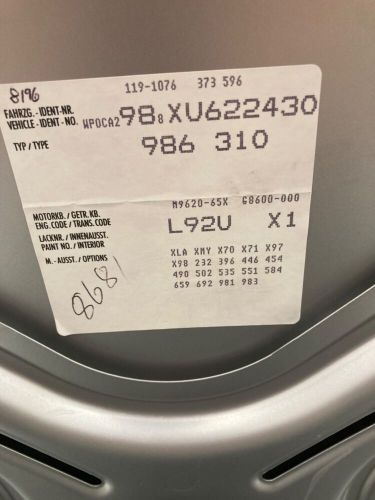 8196
119-1076 373 596
FAHRZG.-IDENT-NR.
VEHICLE-IDENT-NO. WP0CA298 8 XU622430
TYP/TYPE 986 310
M9620-65X G8600-000
MOTORKB./GETR.KB.
ENG.CODE/TRANS.CODE
LACKNR./INNENAUSST. L92U X1
PAINT NO./INTERIOR
XLA XMY X70 X71 X97
M.-AUSST./OPTIONS X98 232 396 446 454
490 502 535 551 584
659 692 981 983
8681